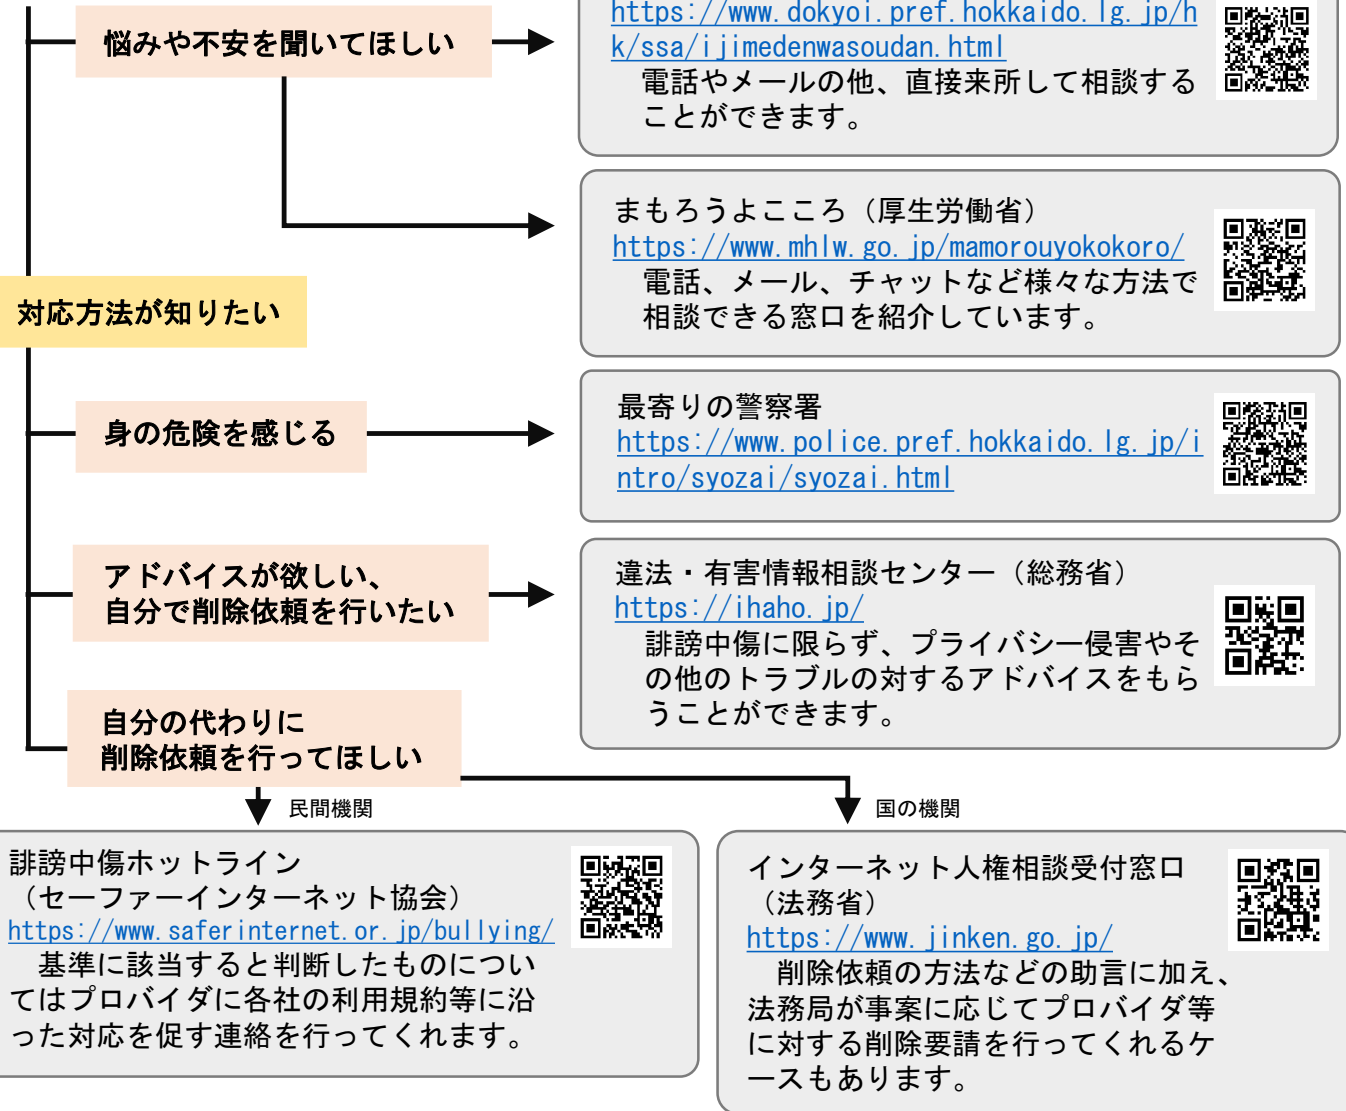 悩みや不安を聞いてほしい
https://www.dokyoi.pref.hokkaido.lg.jp/h
k/ssa/ijimedenwasoudan.html
電話やメールの他、直接来所して相談する
ことができます。
まもろうよこころ（厚生労働省）
https://www.mhlw.go.jp/mamorouyokokoro/
電話、メール、チャットなど様々な方法で
相談できる窓口を紹介しています。
対応方法が知りたい
身の危険を感じる
最寄りの警察署
https://www.police.pref.hokkaido.lg.jp/i
ntro/syozai/syozai.html
アドバイスが欲しい、
自分で削除依頼を行いたい
違法・有害情報相談センター（総務省）
https://ihaho.jp/
誹謗中傷に限らず、プライバシー侵害やそ
の他のトラブルの対するアドバイスをもら
うことができます。
自分の代わりに
削除依頼を行ってほしい
民間機関
国の機関
誹謗中傷ホットライン
（セーファーインターネット協会）
https://www.saferinternet.or.jp/bullying/
基準に該当すると判断したものについ
てはプロバイダに各社の利用規約等に沿
った対応を促す連絡を行ってくれます。
インターネット人権相談受付窓口
（法務省）
https://www.jinken.go.jp/
削除依頼の方法などの助言に加え、
法務局が事案に応じてプロバイダ等
に対する削除要請を行ってくれるケ
ースもあります。